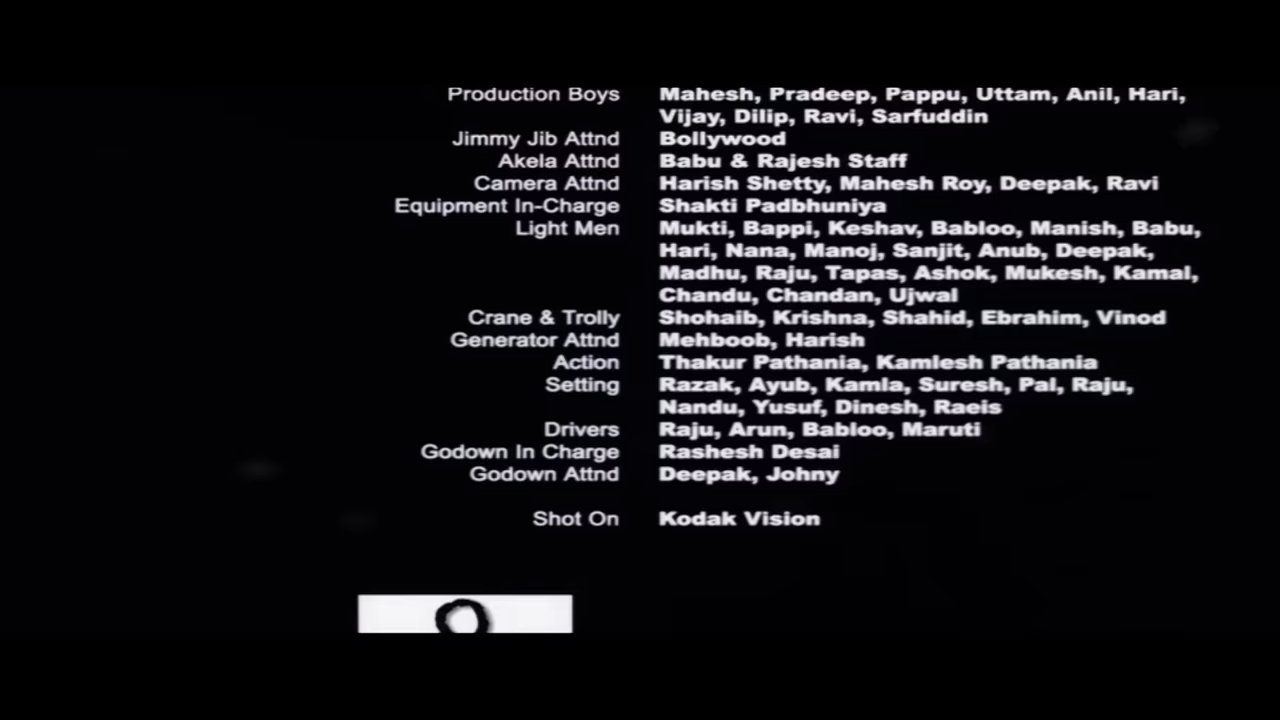 Production Boys Mahesh, Pradeep, Pappu, Uttam, Anil, Hari,
Vijay, Dilip, Ravi, Sarfuddin
Jimmy Jib Attnd Bollywood
Akela Attnd Babu & Rajesh Staff
Camera Attnd Harish Shetty, Mahesh Roy, Deepak, Ravi
Equipment In-Charge Shakti Padbhuniya
Light Men Mukti, Bappi, Keshav, Babloo, Manish, Babu,
Hari, Nana, Manoj, Sanjit, Anub, Deepak,
Madhu, Raju, Tapas, Ashok, Mukesh, Kamal,
Chandu, Chandan, Ujwal
Crane & Trolly Shohaib, Krishna, Shahid, Ebrahim, Vinod
Generator Attnd Mehboob, Harish
Action Thakur Pathania, Kamlesh Pathania
Setting Razak, Ayub, Kamla, Suresh, Pal, Raju,
Nandu, Yusuf, Dinesh, Raeis
Drivers Raju, Arun, Babloo, Maruti
Godown In Charge Rashesh Desai
Godown Attnd Deepak, Johny
Shot On Kodak Vision